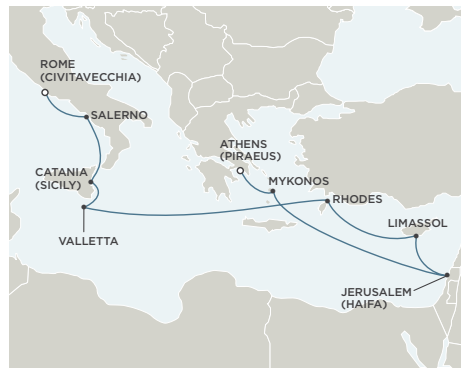 ROME
(CIVITAVECCHIA)
SALERNO
CATANIA
(SICILY)
VALLETTA
ATHENS
(PIRAEUS)
MYKONOS
RHODES
LIMASSOL
JERUSALEM
(HAIFA)